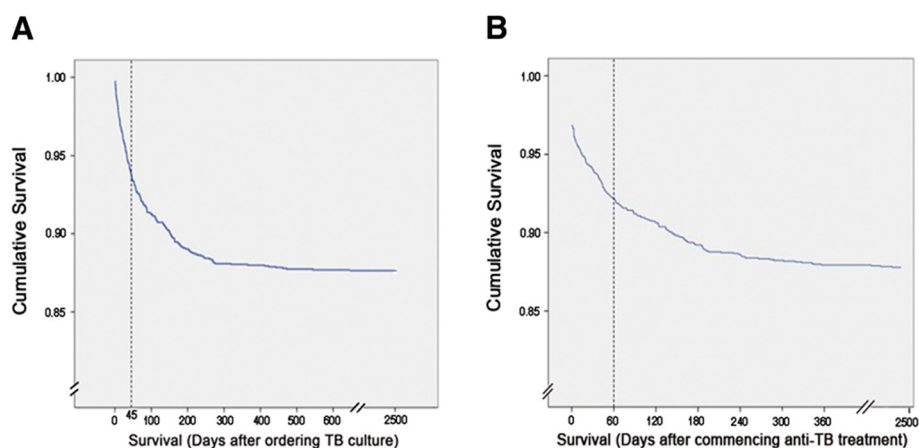 A
1.00
0.95
0.90
0.85
Cumulative Survival
0 45 100 200 300 400 500 600 2500
Survival (Days after ordering TB culture)
B
1.00
0.95
0.90
0.85
Cumulative Survival
0 60 120 180 240 300 360 2500
Survival (Days after commencing anti-TB treatment)